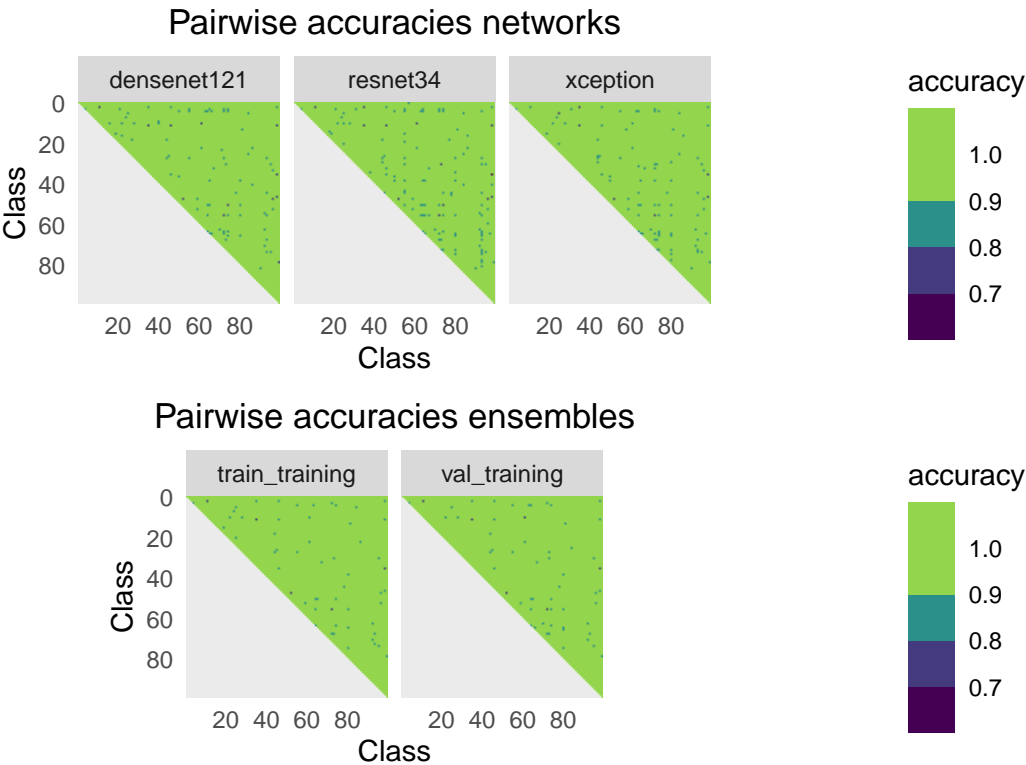 Pairwise accuracies networks
densenet121 resnet34 xception
accuracy
0
20
40
60
80
Class
1.0
0.9
0.8
0.7
20 40 60 80 20 40 60 80 20 40 60 80
Class
Pairwise accuracies ensembles
train_training val_training
accuracy
0
20
40
60
80
Class
1.0
0.9
0.8
0.7
20 40 60 80 20 40 60 80
Class